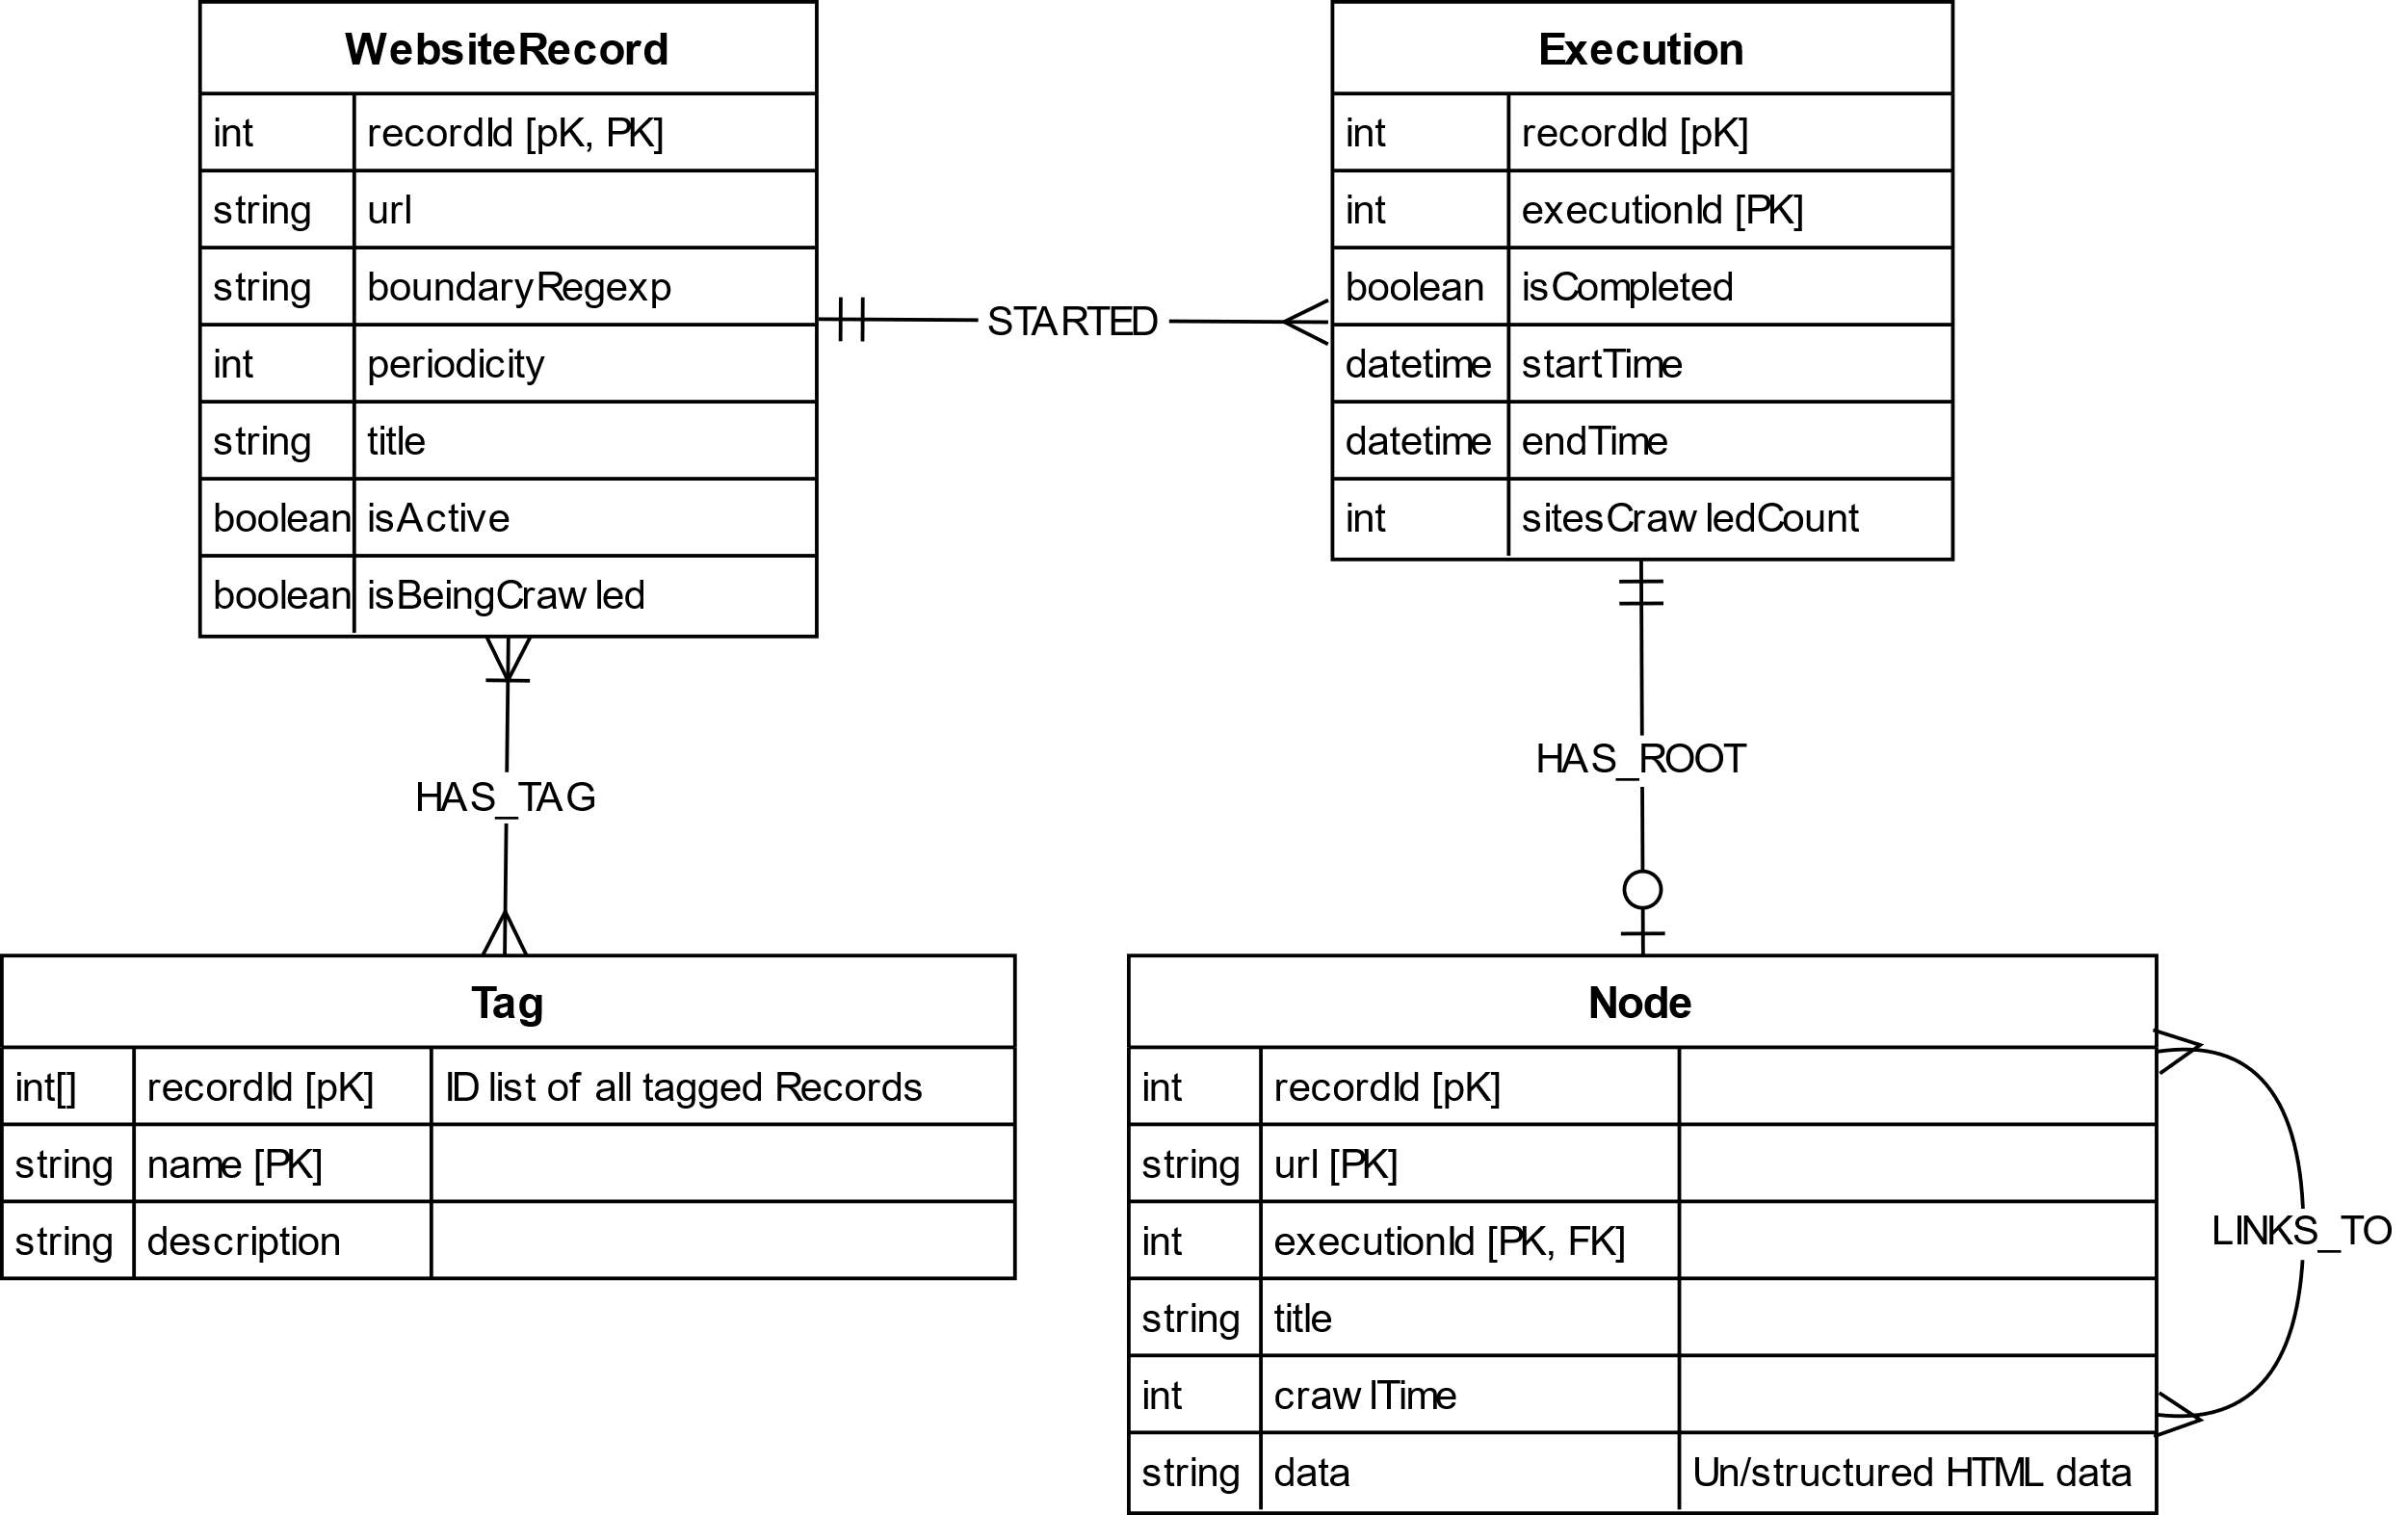 WebsiteRecord
int recordId [pK, PK]
string url
string boundaryRegexp
int periodicity
string title
boolean isActive
boolean isBeingCrawled
STARTED
Execution
int recordId [pK]
int executionId [PK]
boolean isCompleted
datetime startTime
datetime endTime
int sitesCrawledCount
HAS_TAG
HAS_ROOT
Tag
int[] recordId [pK] ID list of all tagged Records
string name [PK]
string description
Node
int recordId [pK]
string url [PK]
int executionId [PK, FK]
string title
int crawlTime
string data Un/structured HTML data
LINKS_TO